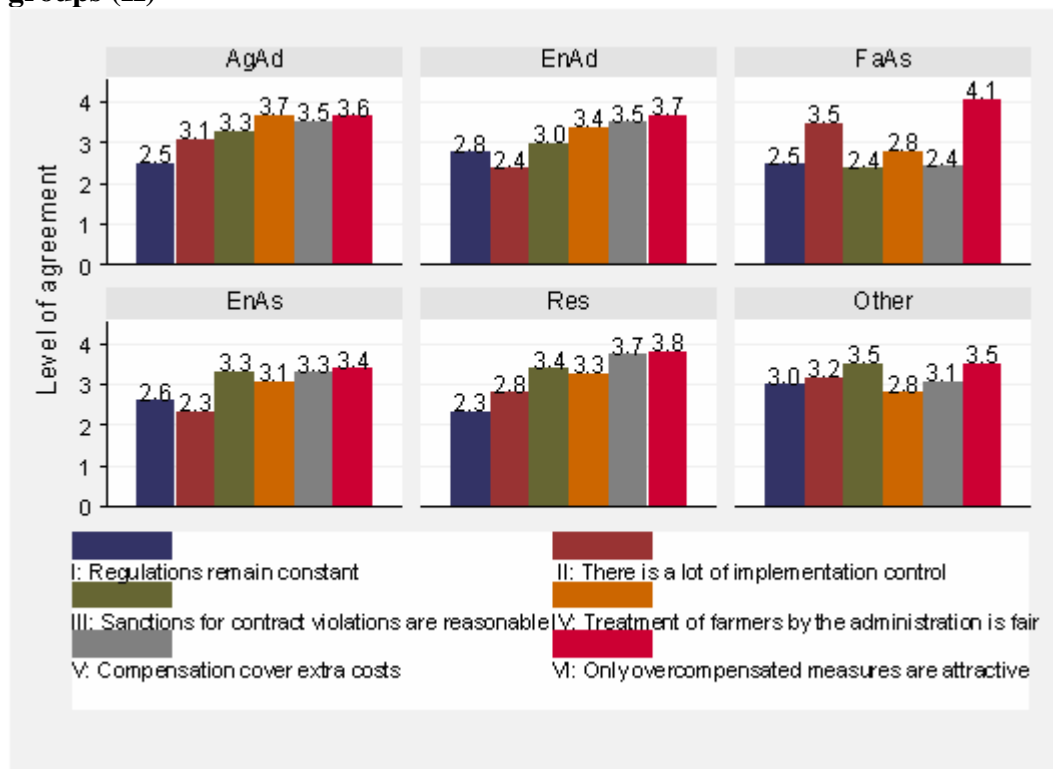 groups (II)
AgAd EnAd FaAs
4
3
2
1
0
2.5 3.1 3.3 3.7 3.5 3.6
2.8 2.4 3.0 3.4 3.5 3.7
2.5 3.5 2.4 2.8 2.4 4.1
Level of agreement
EnAs Res Other
4
3
2
1
0
2.6 2.3 3.3 3.1 3.3 3.4
2.3 2.8 3.4 3.3 3.7 3.8
3.0 3.2 3.5 2.8 3.1 3.5
I: Regulations remain constant
II: There is a lot of implementation control
III: Sanctions for contract violations are reasonable
IV: Treatment of farmers by the administration is fair
V: Compensation cover extra costs
VI: Only overcompensated measures are attractive